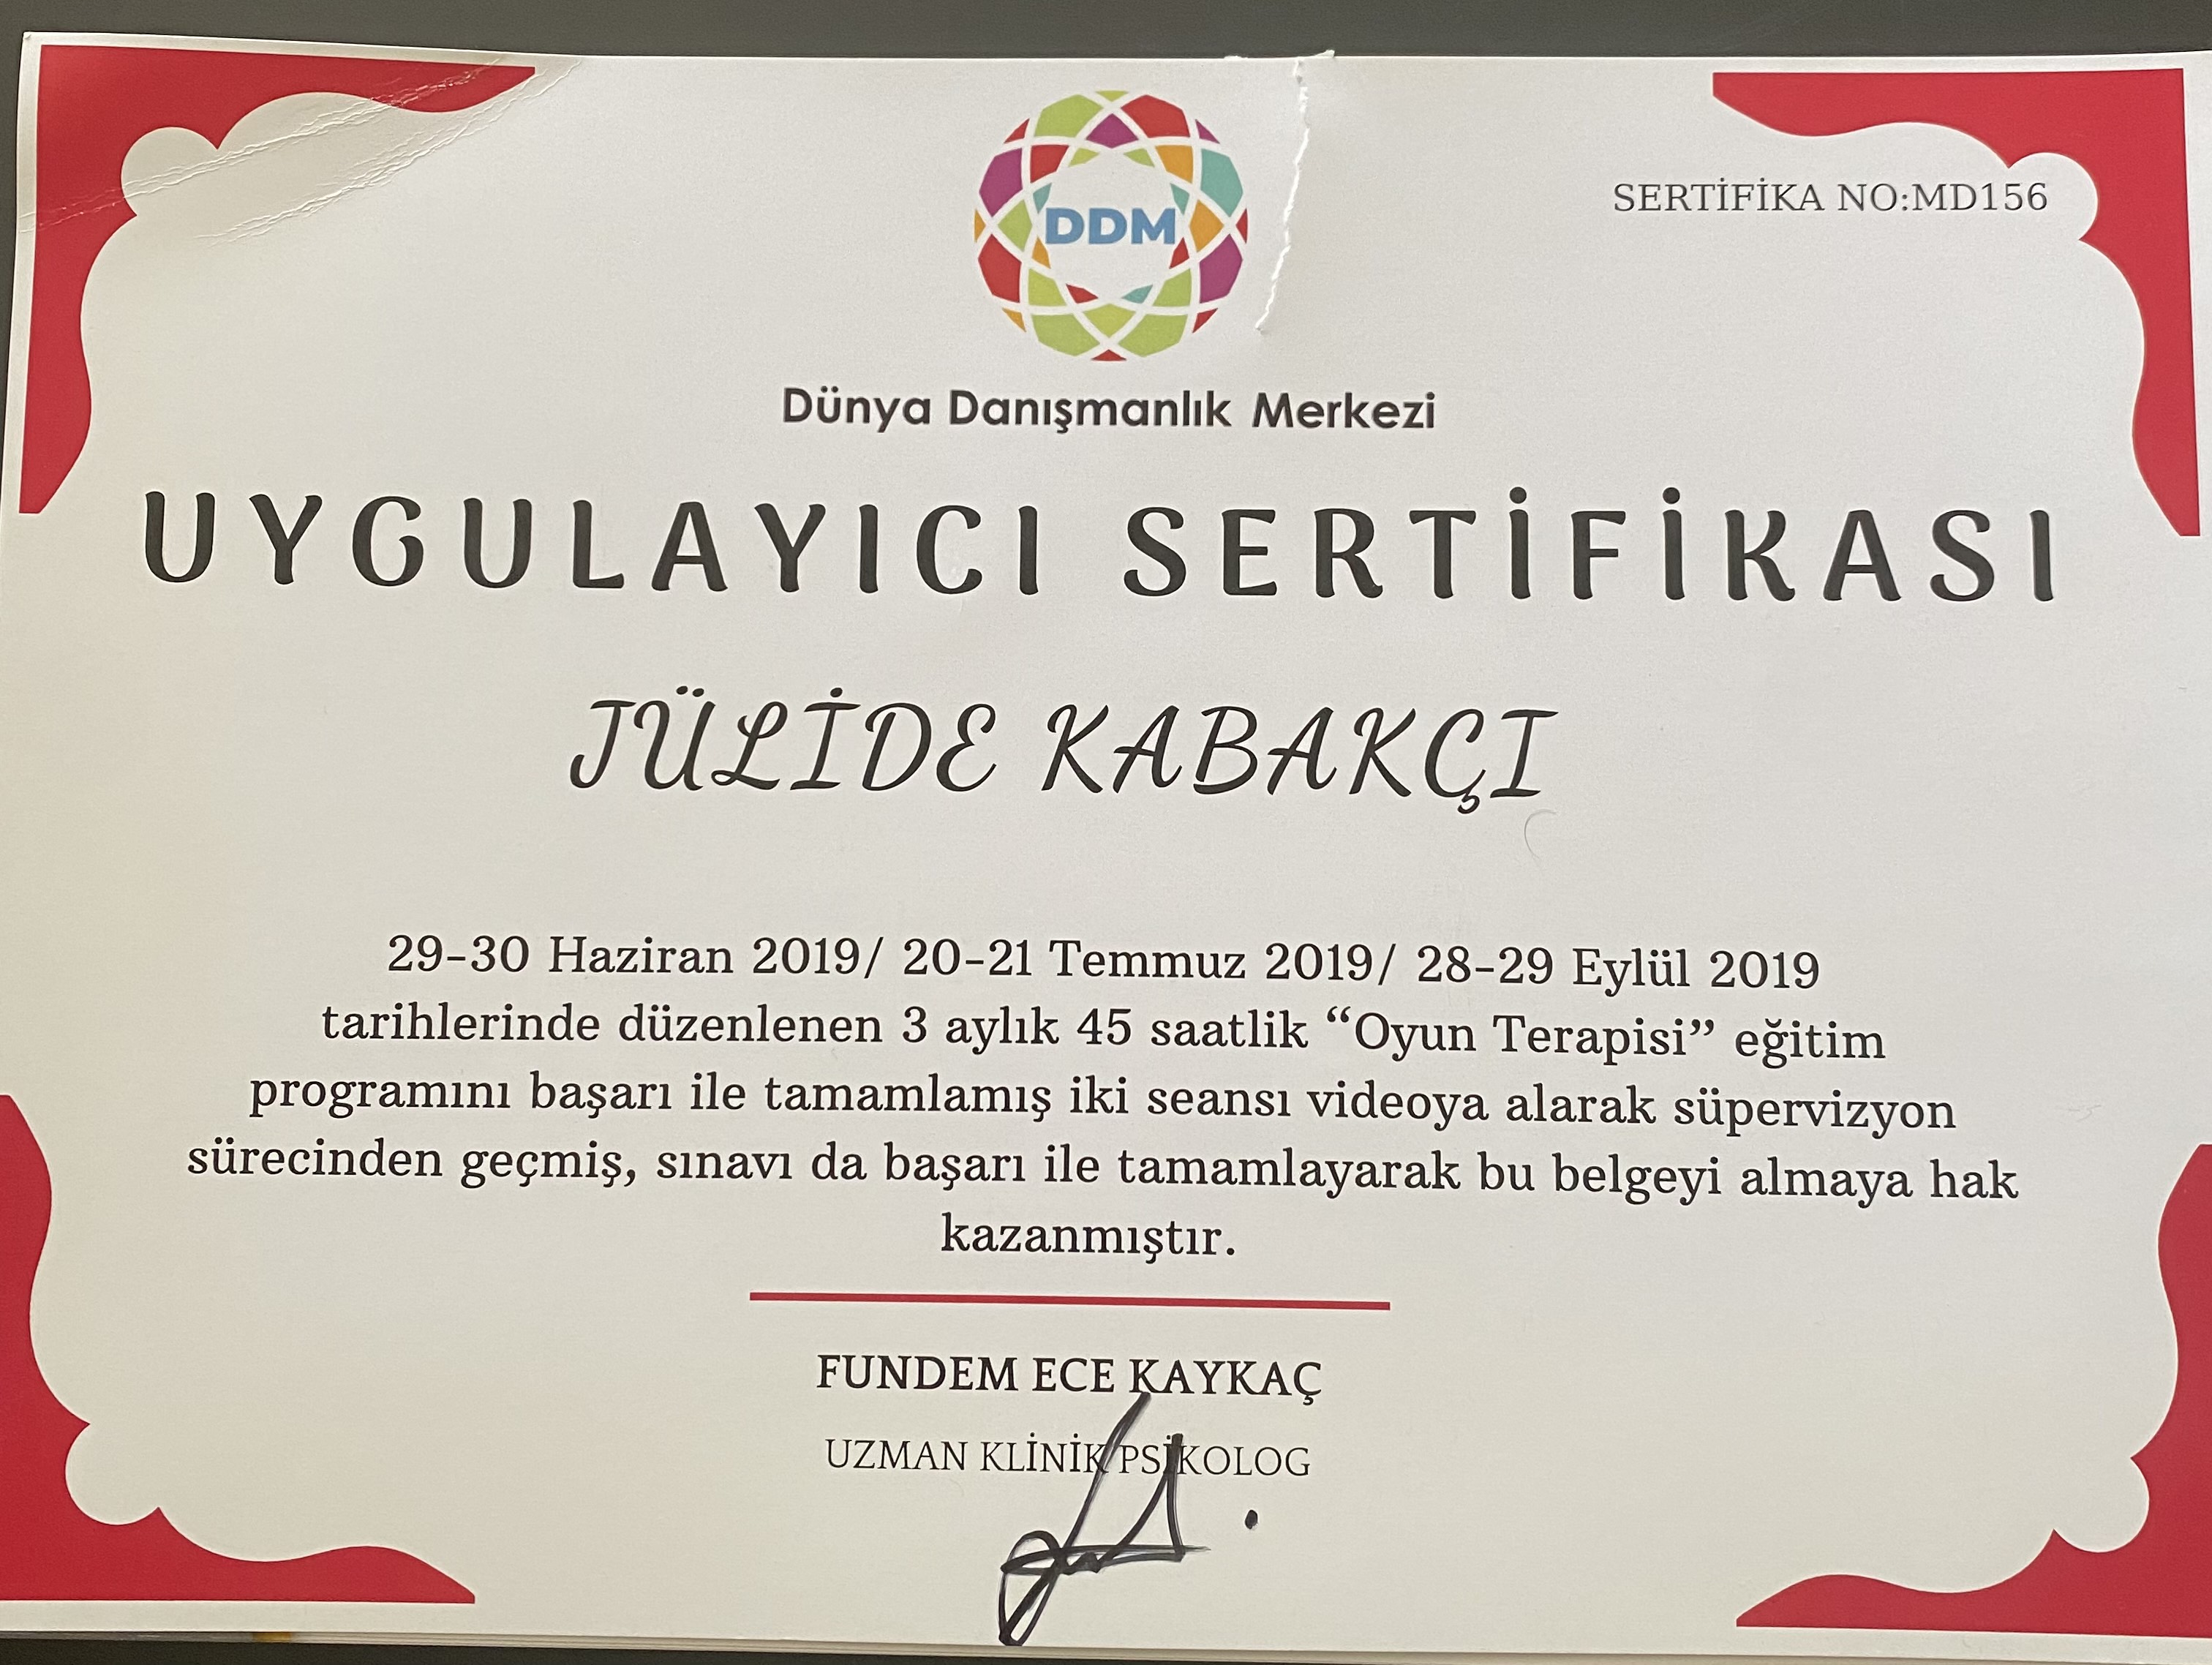 DDM
SERTİFİKA NO:MD156
Dünya Danışmanlık Merkezi
UYGULAYICI SERTİFİKASI
JÜLİDE KABAKÇI
29-30 Haziran 2019/ 20-21 Temmuz 2019/ 28-29 Eylül 2019
tarihlerinde düzenlenen 3 aylık 45 saatlik “Oyun Terapisi” eğitim
programını başarı ile tamamlamış iki seansı videoya alarak süpervizyon
sürecinden geçmiş, sınavı da başarı ile tamamlayarak bu belgeyi almaya hak
kazanmıştır.
FUNDEM ECE KAYKAÇ
UZMAN KLİNİK PSİKOLOG